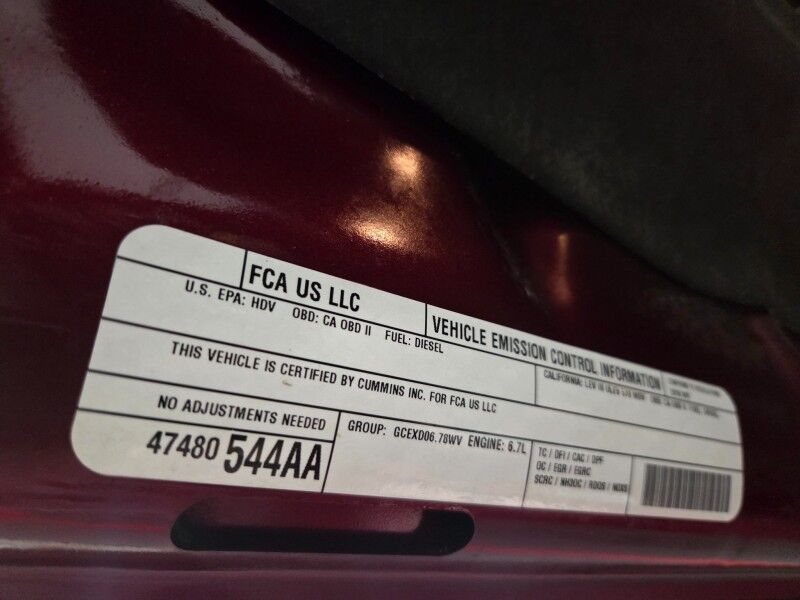 FCA US LLC
VEHICLE EMISSION CONTROL INFORMATION
U.S. EPA: HDV OBD: CA OBD II FUEL: DIESEL
THIS VEHICLE IS CERTIFIED BY CUMMINS INC. FOR FCA US LLC
NO ADJUSTMENTS NEEDED
47480 544AA
GROUP: GCEXD06.78WV ENGINE: 6.7L
TC / DFI / CAC / DPF
OC / EGR / EGRC
SCRC / NH3OC / RDQS / NOXS